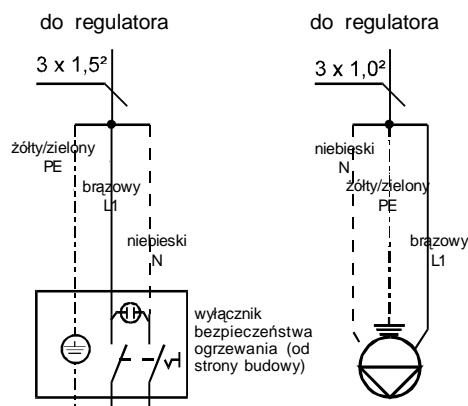 do regulatora
3 x 1,5²
żółty/zielony
PE
brązowy
L1
niebieski
N
wyłącznik
bezpieczeństwa
ogrzewania (od
strony budowy)
do regulatora
3 x 1,0²
niebieski
N
żółty/zielony
PE
brązowy
L1